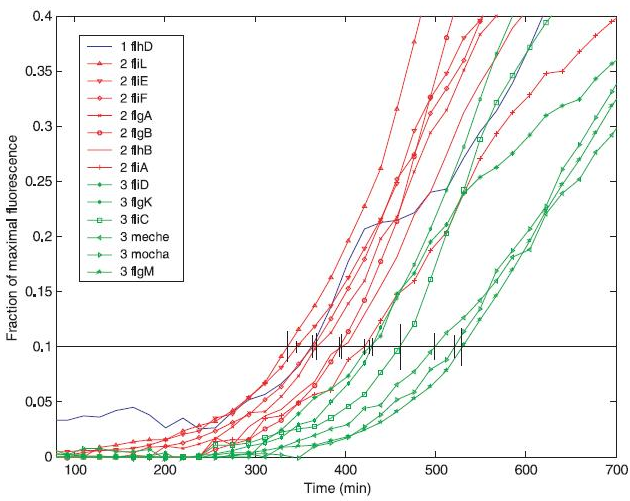 0.4
0.35
0.3
0.25
0,2
0,15
0,1
0,05
0
Fraction of maximal fluorescence
1 flhD
2 fliL
2 fliE
2 fliF
2 flgA
2 flgB
2 flhB
2 fliA
3 fliD
3 flgK
3 fliC
3 meche
3 mocha
3 flgM
100
200
300
400
500
600
700
Time (min)